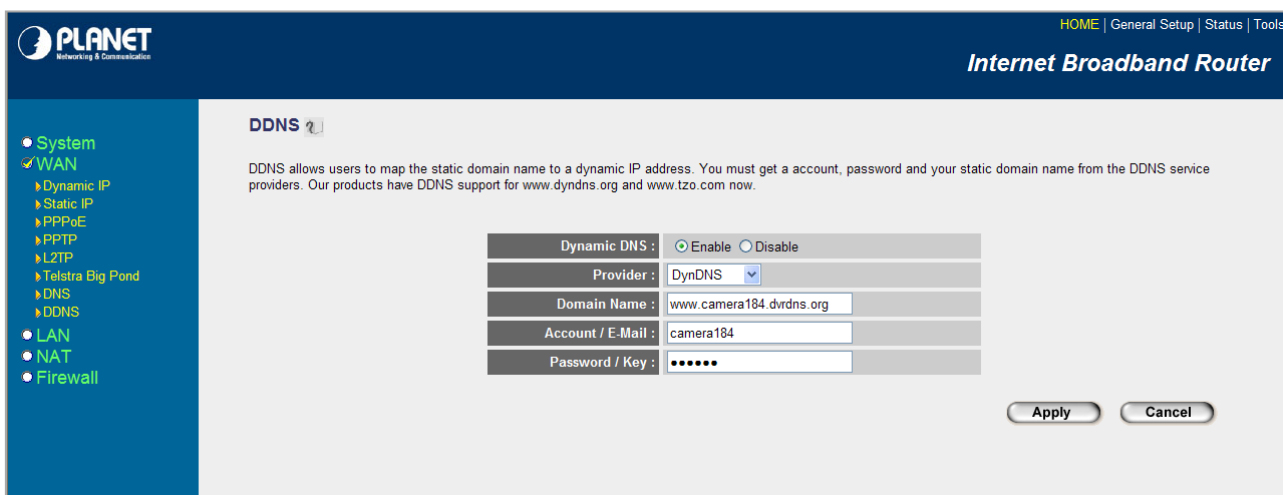 PLANET
Networking & Communication
HOME | General Setup | Status | Tools
Internet Broadband Router
System
WAN
Dynamic IP
Static IP
PPPoE
PPTP
L2TP
Telstra Big Pond
DNS
DDNS
LAN
NAT
Firewall
DDNS
DDNS allows users to map the static domain name to a dynamic IP address. You must get a account, password and your static domain name from the DDNS service
providers. Our products have DDNS support for www.dyndns.org and www.tzo.com now.
Dynamic DNS : Enable Disable
Provider : DynDNS
Domain Name : www.camera184.dvrdns.org
Account / E-Mail : camera184
Password / Key : ●●●●●●
Apply Cancel